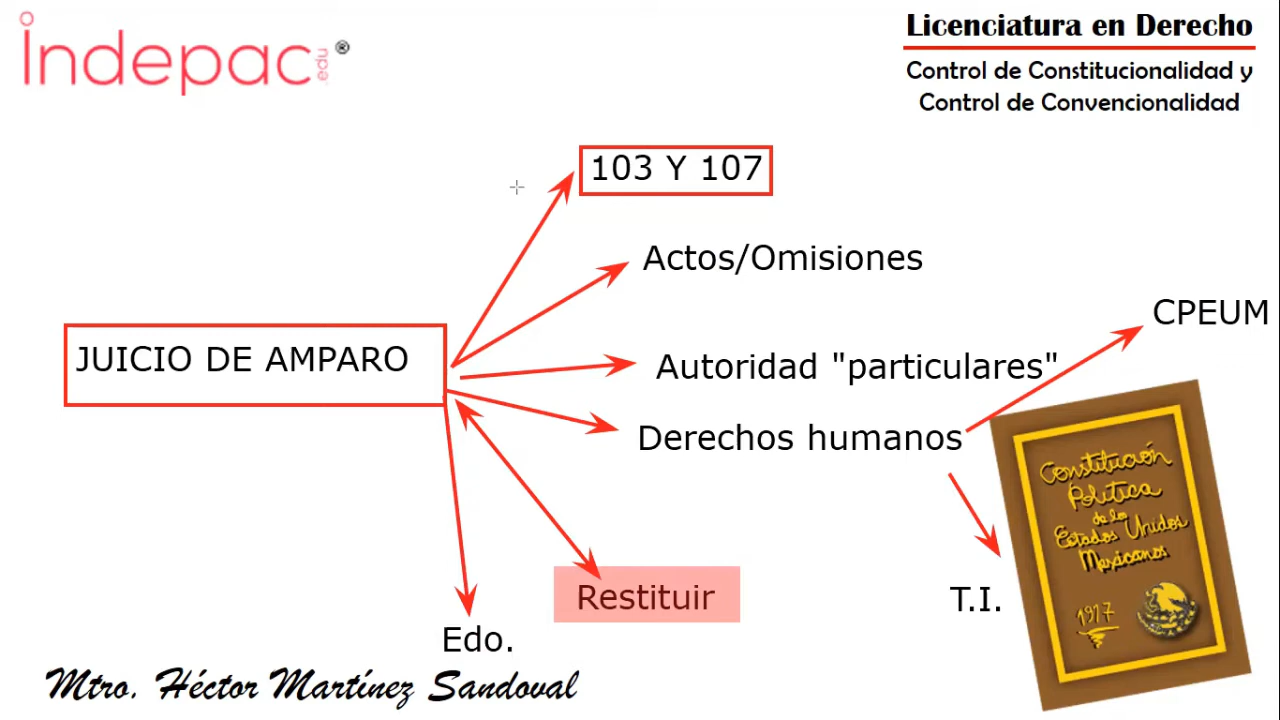 indepac.edu®
Licenciatura en Derecho
Control de Constitucionalidad y
Control de Convencionalidad
103 Y 107
Actos/Omisiones
CPEUM
JUICIO DE AMPARO
Autoridad "particulares"
Derechos humanos
Constitución
Política
de los
Estados Unidos
Mexicanos
1917
Restituir
T.I.
Edo.
Mtro. Héctor Martínez Sandoval